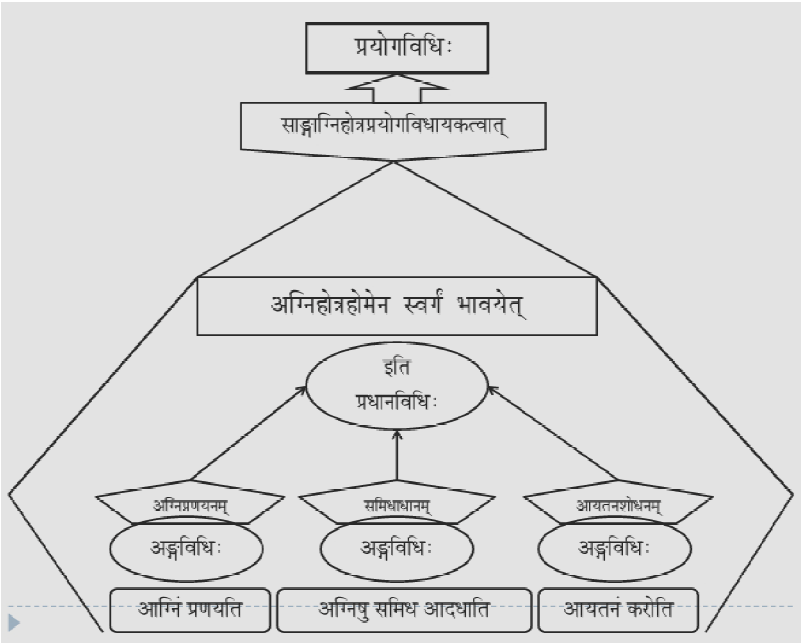 प्रयोगविधिः
साङ्गाग्निहोत्रप्रयोगविधायकत्वात्
अग्निहोत्रहोमेन स्वर्गं भावयेत्
इति
प्रधानविधिः
अग्निप्रणयनम्
समिधाधानम्
आयतनशोधनम्
अङ्गविधिः
अङ्गविधिः
अङ्गविधिः
आग्निं प्रणयति
अग्निषु समिध आदधाति
आयतनं करोति